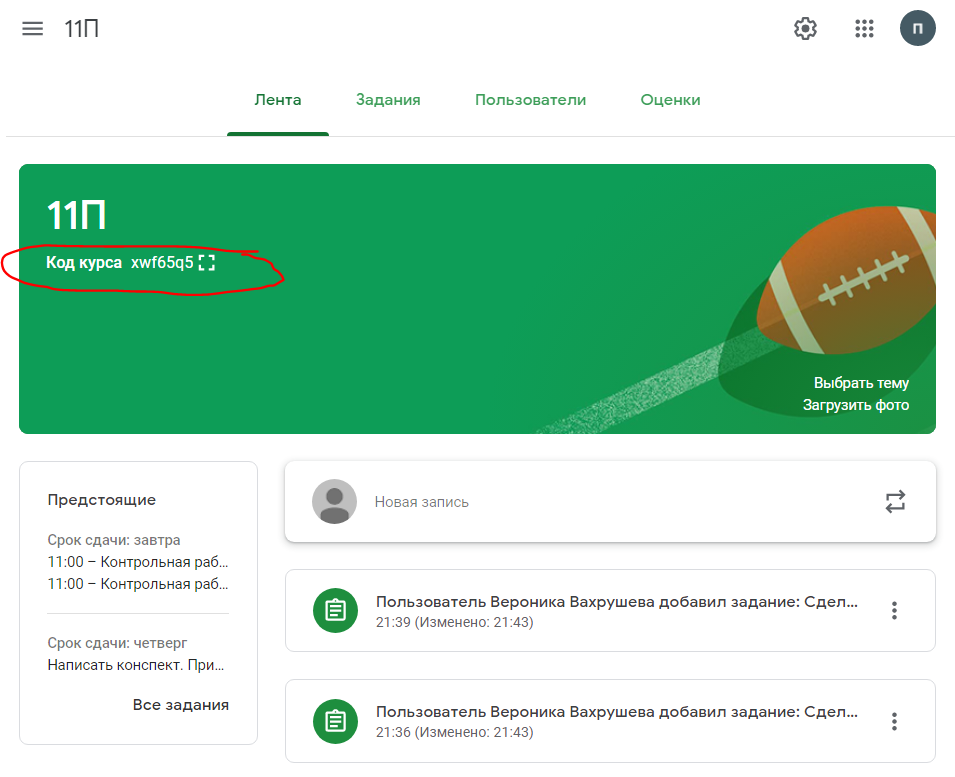 11П
П
Лента
Задания
Пользователи
Оценки
11П
Код курса xwf65q5
Выбрать тему
Загрузить фото
Предстоящие
Срок сдачи: завтра
11:00 – Контрольная раб...
11:00 – Контрольная раб...
Срок сдачи: четверг
Написать конспект. При...
Все задания
Новая запись
Пользователь Вероника Вахрушева добавил задание: Сдел...
21:39 (Изменено: 21:43)
Пользователь Вероника Вахрушева добавил задание: Сдел...
21:36 (Изменено: 21:43)